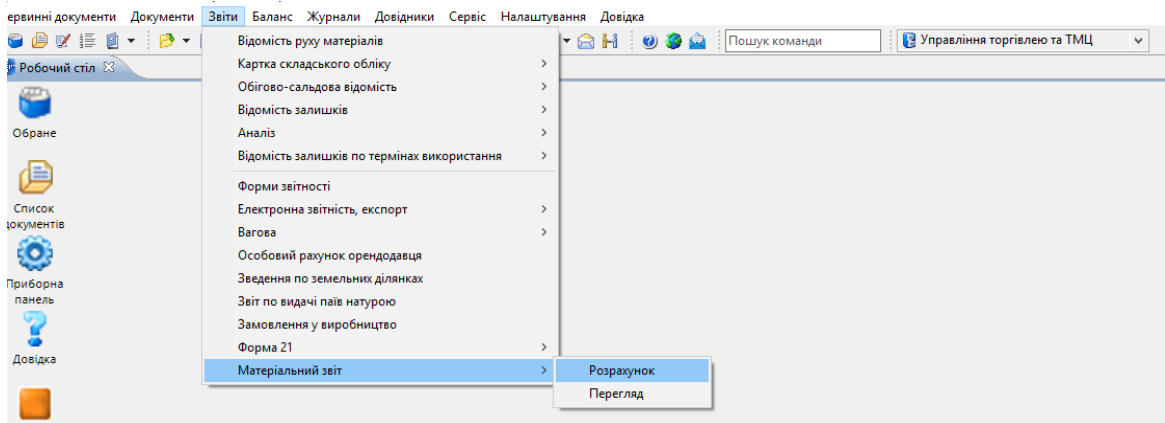 ервинні документи Документи Звіти Баланс Журнали Довідники Сервіс Налаштування Довідка
Пошук команди Управління торгівлею та ТМЦ
Робочий стіл
Обране
Список
документів
Приборна
панель
Довідка
Відомість руху матеріалів
Картка складського обліку
Обігово-сальдова відомість
Відомість залишків
Аналіз
Відомість залишків по термінах використання
Форми звітності
Електронна звітність, експорт
Вагова
Особовий рахунок орендодавця
Зведення по земельних ділянках
Звіт по видачі паїв натурою
Замовлення у виробництво
Форма 21
Матеріальний звіт
Розрахунок
Перегляд